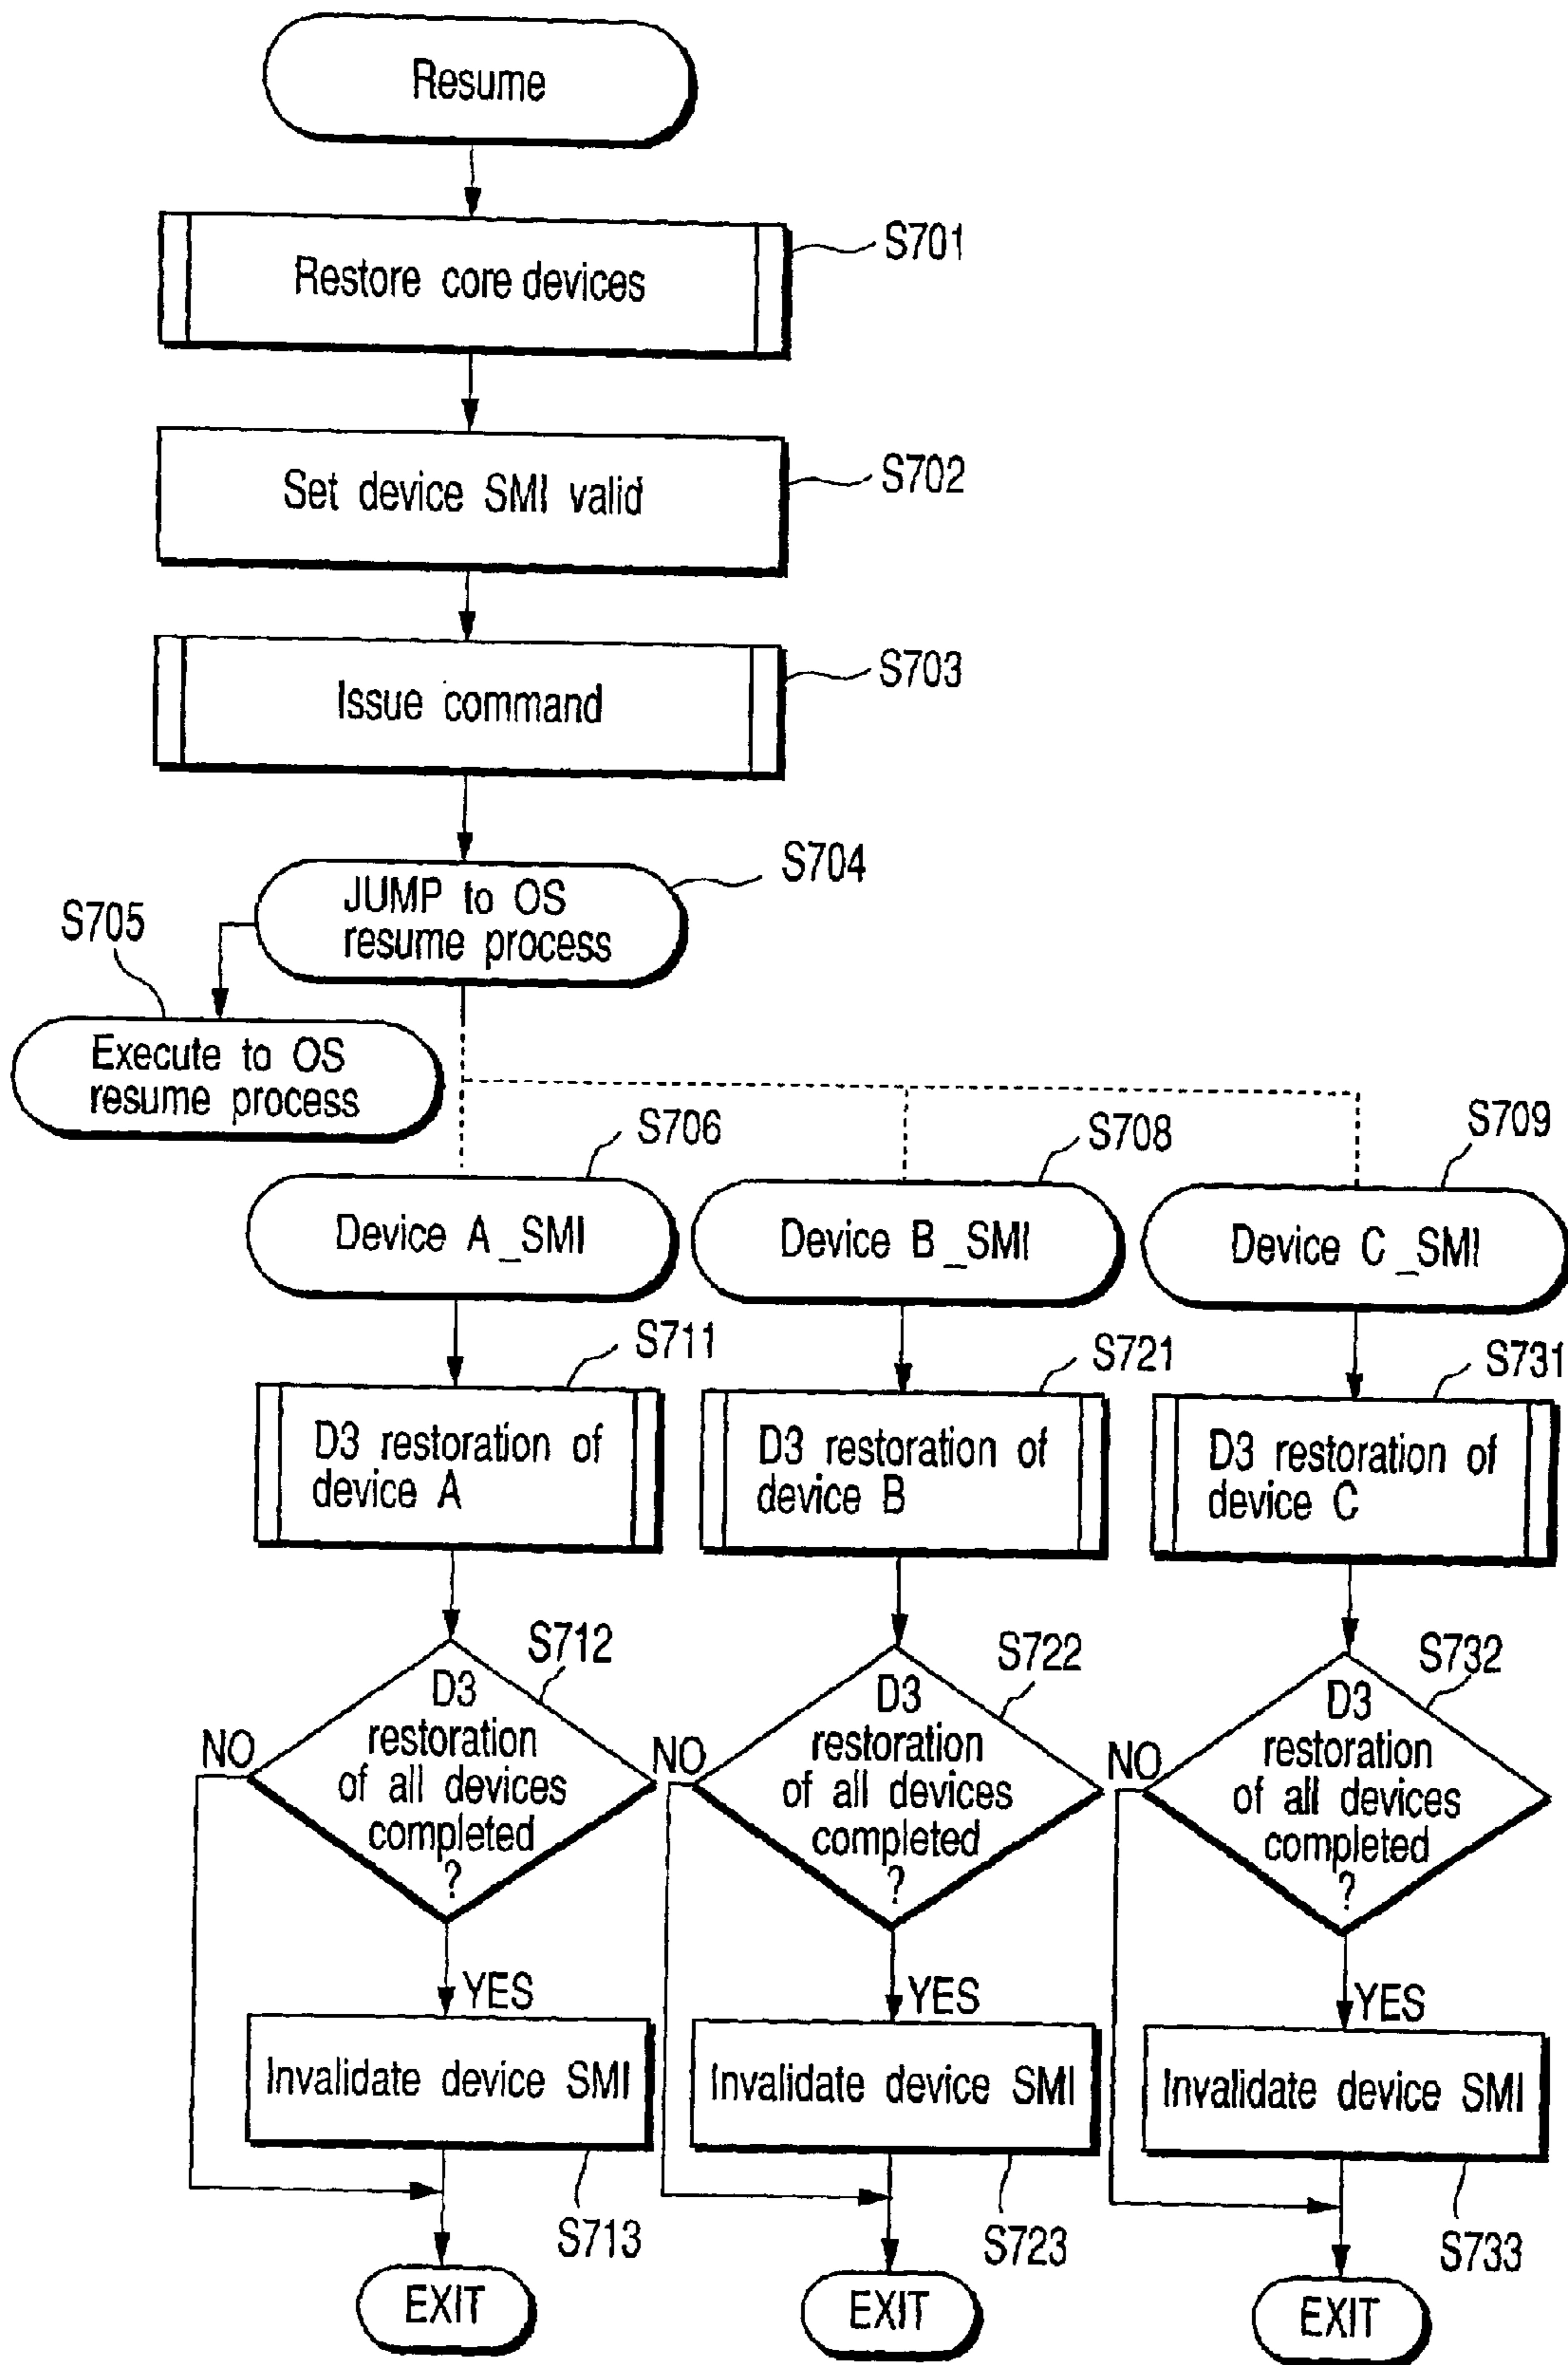 Resume
Restore core devices
S701
Set device SMI valid
S702
Issue command
S703
JUMP to OS
resume process
S704
S705
Execute to OS
resume process
S706
S708
S709
Device A_SMI
Device B_SMI
Device C_SMI
S711
S721
S731
D3 restoration of
device A
D3 restoration of
device B
D3 restoration of
device C
S712
S722
S732
D3
restoration
of all devices
completed
?
NO
D3
restoration
of all devices
completed
?
NO
D3
restoration
of all devices
completed
?
NO
YES
YES
YES
Invalidate device SMI
Invalidate device SMI
Invalidate device SMI
S713
S723
S733
EXIT
EXIT
EXIT